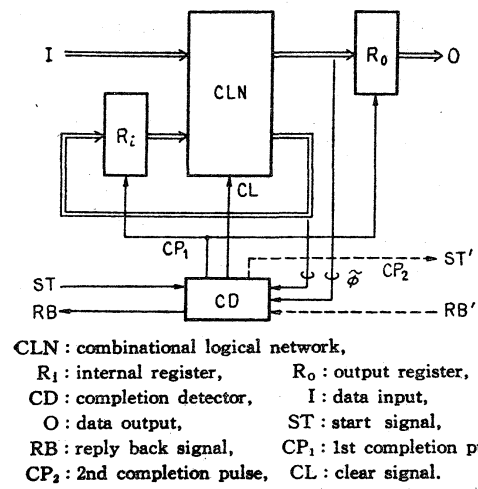 I
CLN
R₀
O
Rᵢ
CL
CP₁
φ̃
CP₂
ST'
ST
RB
CD
RB'
CLN : combinational logical network,
Rᵢ : internal register, R₀ : output register,
CD : completion detector, I : data input,
O : data output, ST : start signal,
RB : reply back signal, CP₁ : 1st completion p
CP₂ : 2nd completion pulse, CL : clear signal.